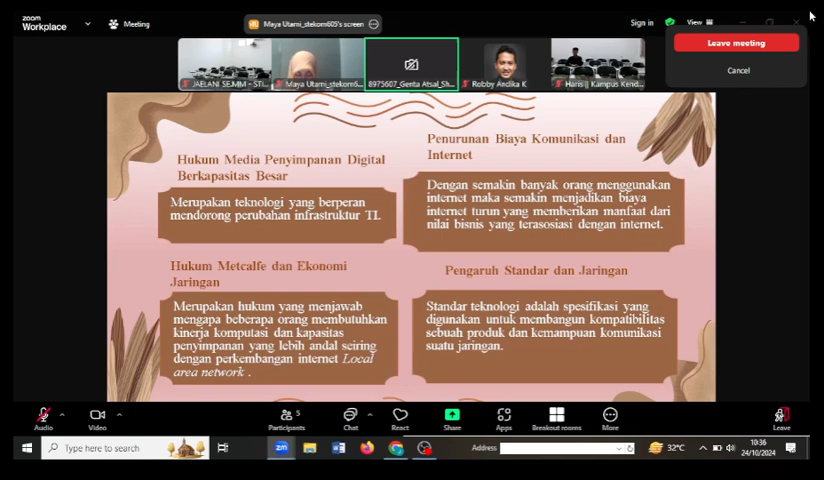 zoom
Workplace
Meeting
Maya Utami_stekom605's screen
Sign in
View
Leave meeting
Cancel
JAELANI SEJMM - STI...
Maya Utami_stekom6...
8975607_Genta Atsal_Sh...
Robby Andika K
Haris|| Kampus Kend...
Hukum Media Penyimpanan Digital
Berkapasitas Besar
Merupakan teknologi yang berperan
mendorong perubahan infrastruktur TI.
Penurunan Biaya Komunikasi dan
Internet
Dengan semakin banyak orang menggunakan
internet maka semakin menjadikan biaya
internet turun yang memberikan manfaat dari
nilai bisnis yang terasosiasi dengan internet.
Hukum Metcalfe dan Ekonomi
Jaringan
Merupakan hukum yang menjawab
mengapa beberapa orang membutuhkan
kinerja komputasi dan kapasitas
penyimpanan yang lebih andal seiring
dengan perkembangan internet Local
area network .
Pengaruh Standar dan Jaringan
Standar teknologi adalah spesifikasi yang
digunakan untuk membangun kompatibilitas
sebuah produk dan kemampuan komunikasi
suatu jaringan.
Audio
Video
5
Participants
Chat
React
Share
Apps
Breakout rooms
More
Leave
Type here to search
zm
Address
32°C
10:36
24/10/2024